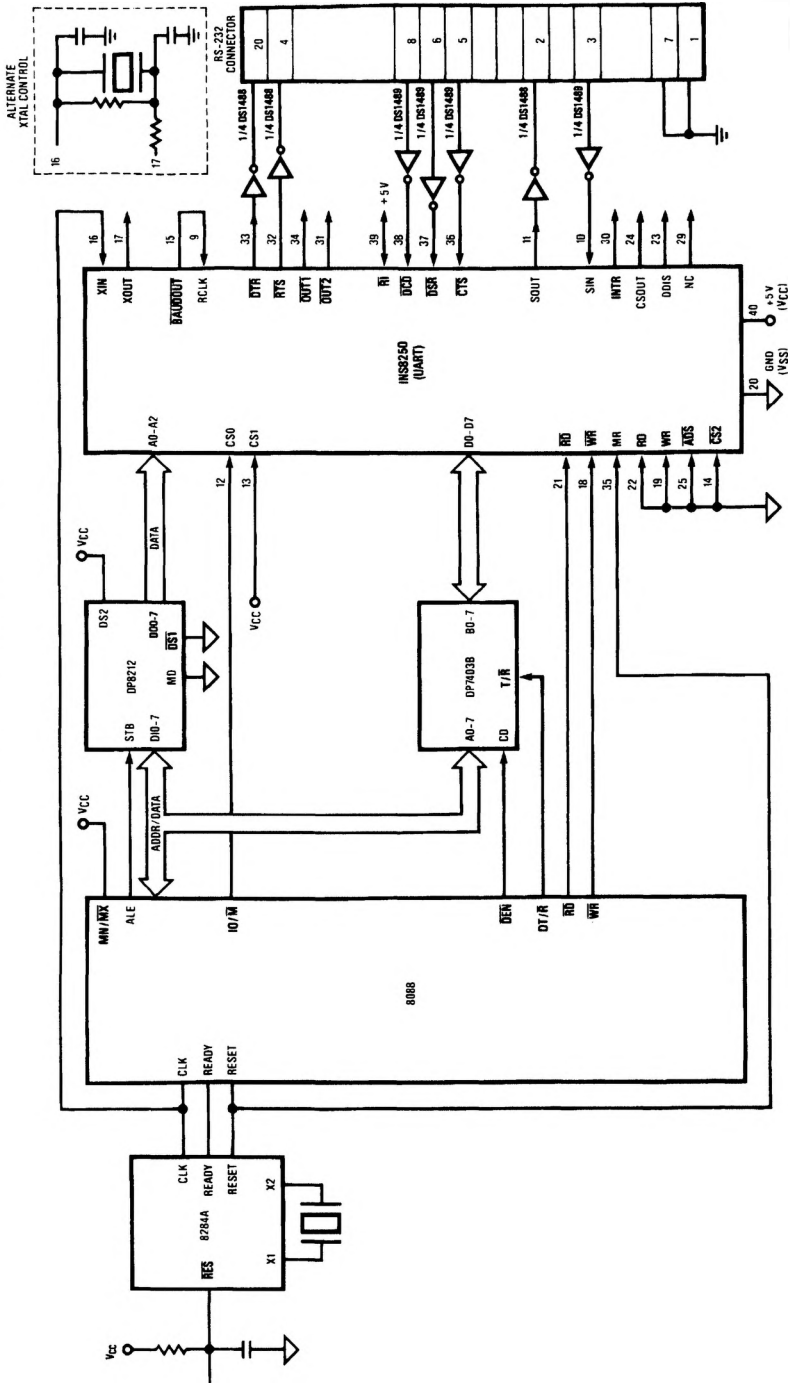 ALTERNATE
XTAL CONTROL
16
17
RS-232
CONNECTOR
20
4
8
6
5
2
3
7
1
1/4 DS1488
1/4 DS1488
1/4 DS1489
1/4 DS1489
1/4 DS1489
1/4 DS1488
1/4 DS1489
+5V
16
17
15
9
33
32
34
31
39
38
37
36
11
10
30
24
23
29
XIN
XOUT
BAUDOUT
RCLK
DTR
RTS
OUT1
OUT2
RI
DCD
DSR
CTS
SOUT
SIN
INTR
CSOUT
DDIS
NC
INS8250
(UART)
A0-A2
CS0
CS1
D0-D7
RD
WR
MR
RD
WR
ADS
CS2
20
GND
(VSS)
40
+5V
(VCC)
12
13
21
18
35
22
19
25
14
DATA
VCC
VCC
DS2
DP8212
STB
DI0-7
DO0-7
MD
DS1
DP7403B
A0-7
B0-7
CD
T/R
VCC
ADDR/DATA
MN/MX
ALE
IO/M
DEN
DT/R
RD
WR
8088
CLK
READY
RESET
CLK
READY
RESET
8284A
RES
X1
X2
VCC